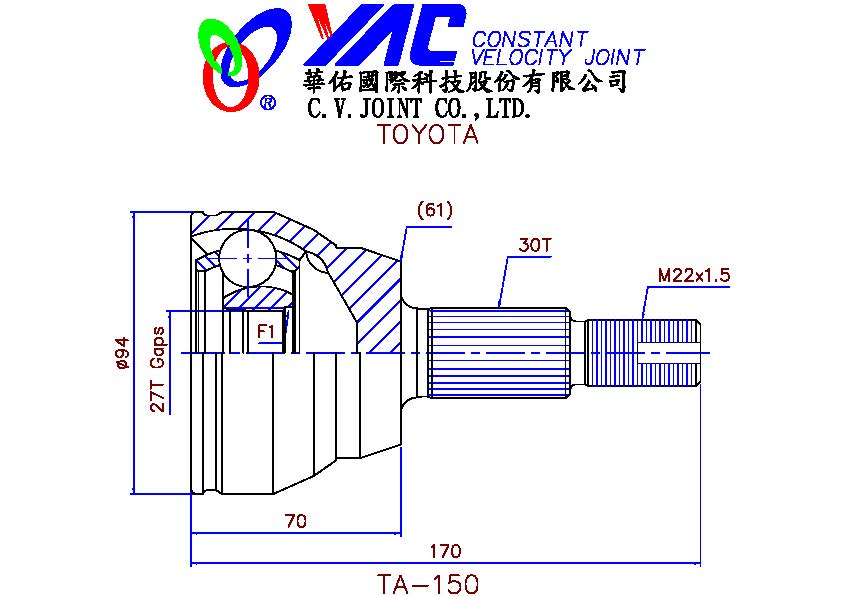 YAC CONSTANT
VELOCITY JOINT
®
華佑國際科技股份有限公司
C.V.JOINT CO.,LTD.
TOYOTA
(61)
30T
M22x1.5
ø94
27T Gaps
F1
70
170
TA-150